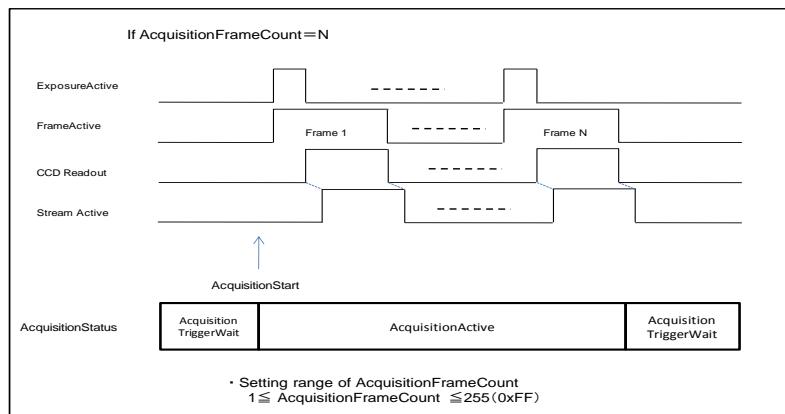 If AcquisitionFrameCount＝N
ExposureActive
FrameActive
Frame 1
Frame N
CCD Readout
Stream Active
AcquisitionStart
AcquisitionStatus
Acquisition
TriggerWait
AcquisitionActive
Acquisition
TriggerWait
・ Setting range of AcquisitionFrameCount
1≦ AcquisitionFrameCount ≦255（0xFF）